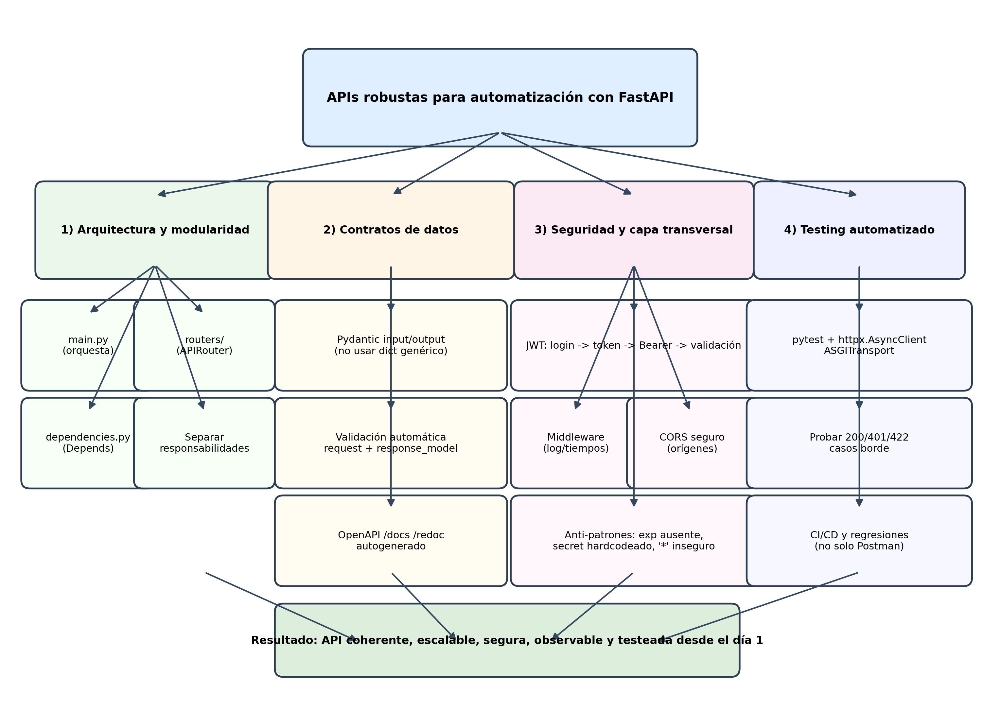 APIs robustas para automatización con FastAPI
1) Arquitectura y modularidad
2) Contratos de datos
3) Seguridad y capa transversal
4) Testing automatizado
main.py
(orquesta)
routers/
(APIRouter)
Pydantic input/output
(no usar dict genérico)
JWT: login -> token -> Bearer -> validación
pytest + httpx.AsyncClient
ASGITransport
dependencies.py
(Depends)
Separar
responsabilidades
Validación automática
request + response_model
Middleware
(log/tiempos)
CORS seguro
(orígenes)
Probar 200/401/422
casos borde
OpenAPI /docs /redoc
autogenerado
Anti-patrones: exp ausente,
secret hardcodeado, '*' inseguro
CI/CD y regresiones
(no solo Postman)
Resultado: API coherente, escalable, segura, observable y testeada desde el día 1